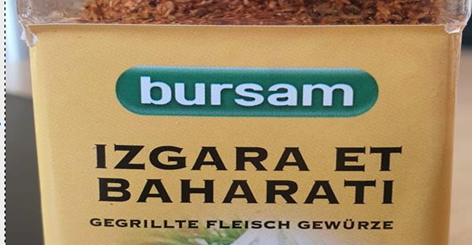 bursam
IZGARA ET
BAHARATI
GEGRILLTE FLEISCH GEWÜRZE